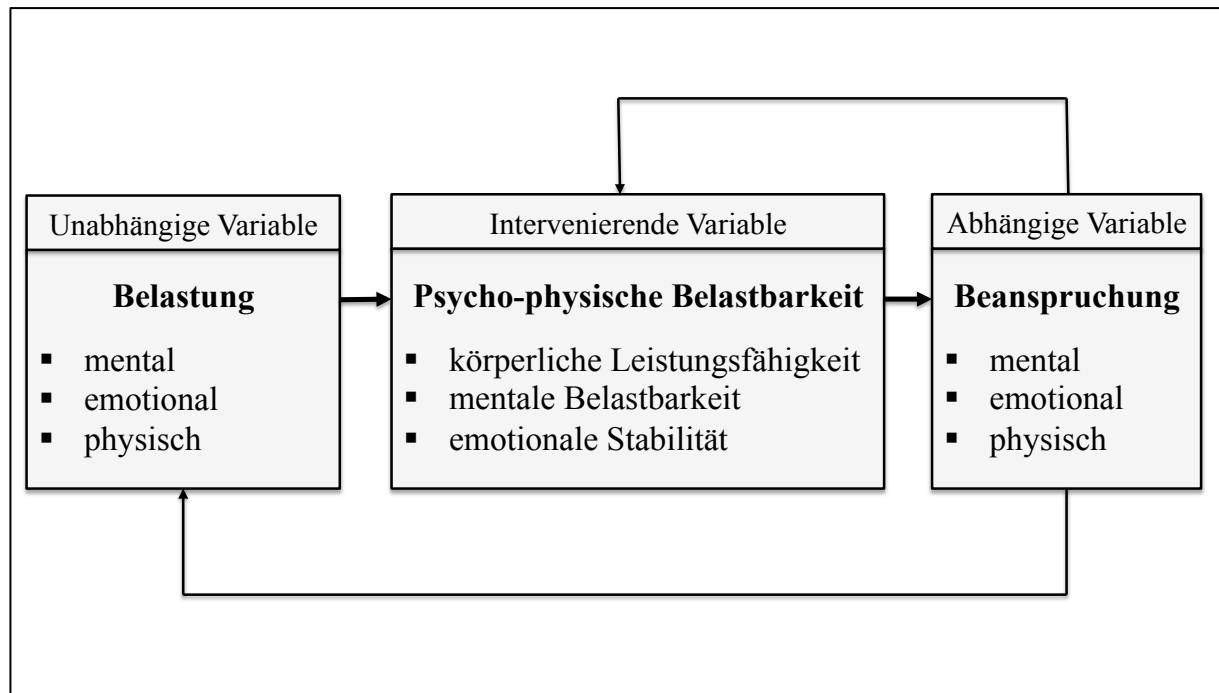 Unabhängige Variable
Belastung
▪ mental
▪ emotional
▪ physisch
Intervenierende Variable
Psycho-physische Belastbarkeit
▪ körperliche Leistungsfähigkeit
▪ mentale Belastbarkeit
▪ emotionale Stabilität
Abhängige Variable
Beanspruchung
▪ mental
▪ emotional
▪ physisch